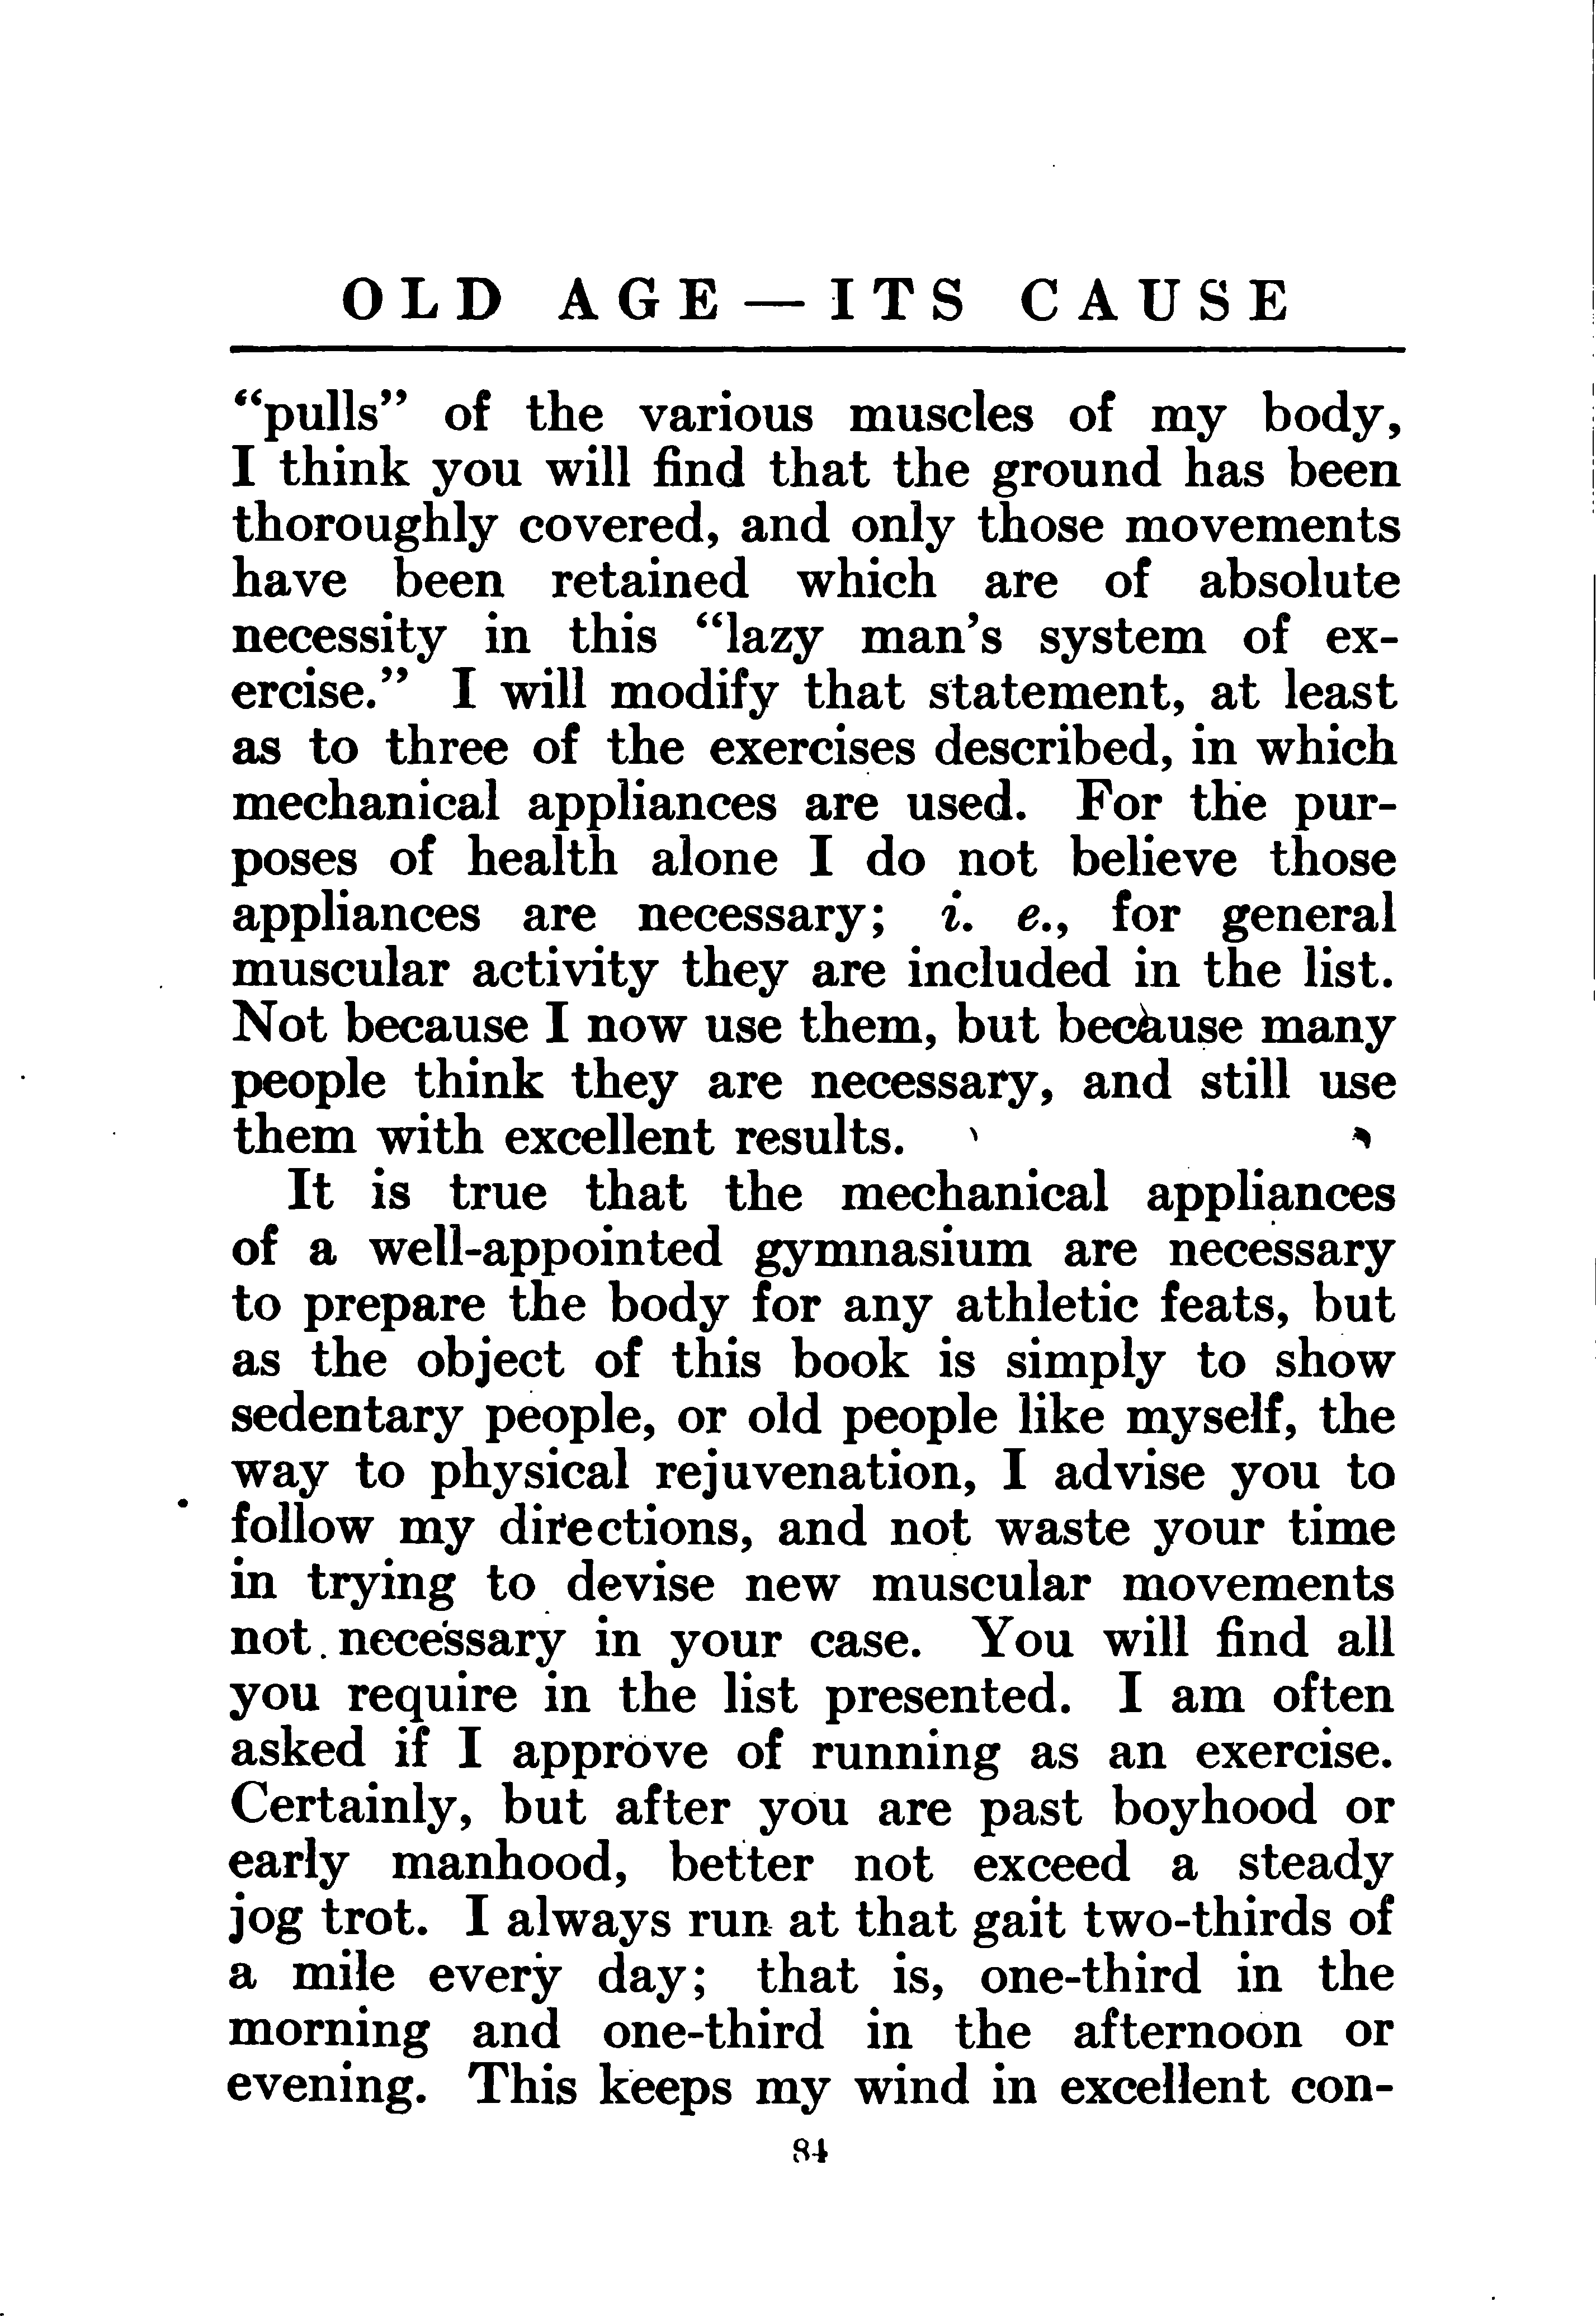 OLD AGE—ITS CAUSE
“pulls” of the various muscles of my body,
I think you will find that the ground has been
thoroughly covered, and only those movements
have been retained which are of absolute
necessity in this “lazy man’s system of ex-
ercise.” I will modify that statement, at least
as to three of the exercises described, in which
mechanical appliances are used. For the pur-
poses of health alone I do not believe those
appliances are necessary; i. e., for general
muscular activity they are included in the list.
Not because I now use them, but because many
people think they are necessary, and still use
them with excellent results.
It is true that the mechanical appliances
of a well-appointed gymnasium are necessary
to prepare the body for any athletic feats, but
as the object of this book is simply to show
sedentary people, or old people like myself, the
way to physical rejuvenation, I advise you to
follow my directions, and not waste your time
in trying to devise new muscular movements
not necessary in your case. You will find all
you require in the list presented. I am often
asked if I approve of running as an exercise.
Certainly, but after you are past boyhood or
early manhood, better not exceed a steady
jog trot. I always run at that gait two-thirds of
a mile every day; that is, one-third in the
morning and one-third in the afternoon or
evening. This keeps my wind in excellent con-
84